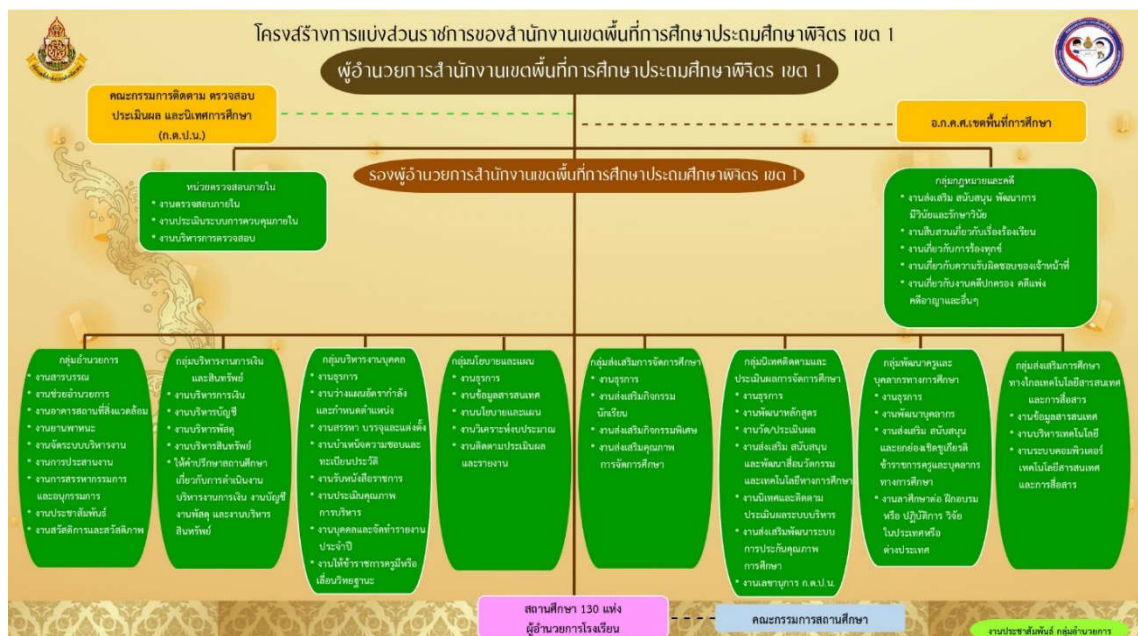 โครงสร้างการแบ่งส่วนราชการของสำนักงานเขตพื้นที่การศึกษาประถมศึกษาพิจิตร เขต 1
ผู้อำนวยการสำนักงานเขตพื้นที่การศึกษาประถมศึกษาพิจิตร เขต 1
คณะกรรมการติดตาม ตรวจสอบ
ประเมินผล และนิเทศการศึกษา
(ก.ต.ป.น.)
อ.ก.ค.ศ.เขตพื้นที่การศึกษา
รองผู้อำนวยการสำนักงานเขตพื้นที่การศึกษาประถมศึกษาพิจิตร เขต 1
หน่วยตรวจสอบภายใน
* งานตรวจสอบภายใน
* งานประเมินระบบการควบคุมภายใน
* งานบริหารการตรวจสอบ
กลุ่มกฎหมายและคดี
* งานส่งเสริม สนับสนุน พัฒนาการ
มีวินัยและรักษาวินัย
* งานสืบสวนเกี่ยวกับเรื่องร้องเรียน
* งานเกี่ยวกับการร้องทุกข์
* งานเกี่ยวกับความรับผิดชอบของเจ้าหน้าที่
* งานเกี่ยวกับงานคดีปกครอง คดีแพ่ง
คดีอาญาและอื่นๆ
กลุ่มอำนวยการ
* งานสารบรรณ
* งานช่วยอำนวยการ
* งานอาคารสถานที่สิ่งแวดล้อม
* งานยานพาหนะ
* งานจัดระบบบริหารงาน
* งานการประสานงาน
* งานการสรรหากรรมการ
และอนุกรรมการ
* งานประชาสัมพันธ์
* งานสวัสดิการและสวัสดิภาพ
กลุ่มบริหารงานการเงิน
และสินทรัพย์
* งานบริหารการเงิน
* งานบริหารบัญชี
* งานบริหารพัสดุ
* งานบริหารสินทรัพย์
* ให้คำปรึกษาสถานศึกษา
เกี่ยวกับการดำเนินงาน
บริหารงานการเงิน งานบัญชี
งานพัสดุ และงานบริหาร
สินทรัพย์
กลุ่มบริหารงานบุคคล
* งานธุรการ
* งานวางแผนอัตรากำลัง
และกำหนดตำแหน่ง
* งานสรรหา บรรจุและแต่งตั้ง
* งานบำเหน็จความชอบและ
ทะเบียนประวัติ
* งานรับหนังสือราชการ
* งานประเมินคุณภาพ
การบริหาร
* งานบุคคลและจัดทำรายงาน
ประจำปี
* งานให้ข้าราชการครูมีหรือ
เลื่อนวิทยฐานะ
กลุ่มนโยบายและแผน
* งานธุรการ
* งานข้อมูลสารสนเทศ
* งานนโยบายและแผน
* งานวิเคราะห์งบประมาณ
* งานติดตามประเมินผล
และรายงาน
กลุ่มส่งเสริมการจัดการศึกษา
* งานธุรการ
* งานส่งเสริมกิจกรรม
นักเรียน
* งานส่งเสริมกิจกรรมพิเศษ
* งานส่งเสริมคุณภาพ
การจัดการศึกษา
กลุ่มนิเทศติดตามและ
ประเมินผลการจัดการศึกษา
* งานธุรการ
* งานพัฒนาหลักสูตร
* งานวัด/ประเมินผล
* งานส่งเสริม สนับสนุน
และพัฒนาสื่อนวัตกรรม
และเทคโนโลยีทางการศึกษา
* งานนิเทศและติดตาม
ประเมินผลระบบบริหาร
* งานส่งเสริมพัฒนาระบบ
การประกันคุณภาพ
การศึกษา
* งานเลขานุการ ก.ต.ป.น.
กลุ่มพัฒนาครูและ
บุคลากรทางการศึกษา
* งานธุรการ
* งานพัฒนาบุคลากร
* งานส่งเสริม สนับสนุน
และยกย่องเชิดชูเกียรติ
ข้าราชการครูและบุคลากร
ทางการศึกษา
* งานลาศึกษาต่อ ฝึกอบรม
หรือ ปฏิบัติการ วิจัย
ในประเทศหรือ
ต่างประเทศ
กลุ่มส่งเสริมการศึกษา
ทางไกลเทคโนโลยีสารสนเทศ
และการสื่อสาร
* งานข้อมูลสารสนเทศ
* งานบริหารเทคโนโลยี
* งานระบบคอมพิวเตอร์
เทคโนโลยีสารสนเทศ
และการสื่อสาร
สถานศึกษา 130 แห่ง
ผู้อำนวยการโรงเรียน
คณะกรรมการสถานศึกษา
งานประชาสัมพันธ์ กลุ่มอำนวยการ